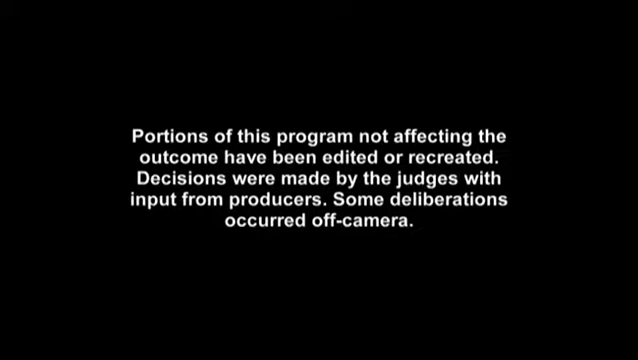 Portions of this program not affecting the
outcome have been edited or recreated.
Decisions were made by the judges with
input from producers. Some deliberations
occurred off-camera.